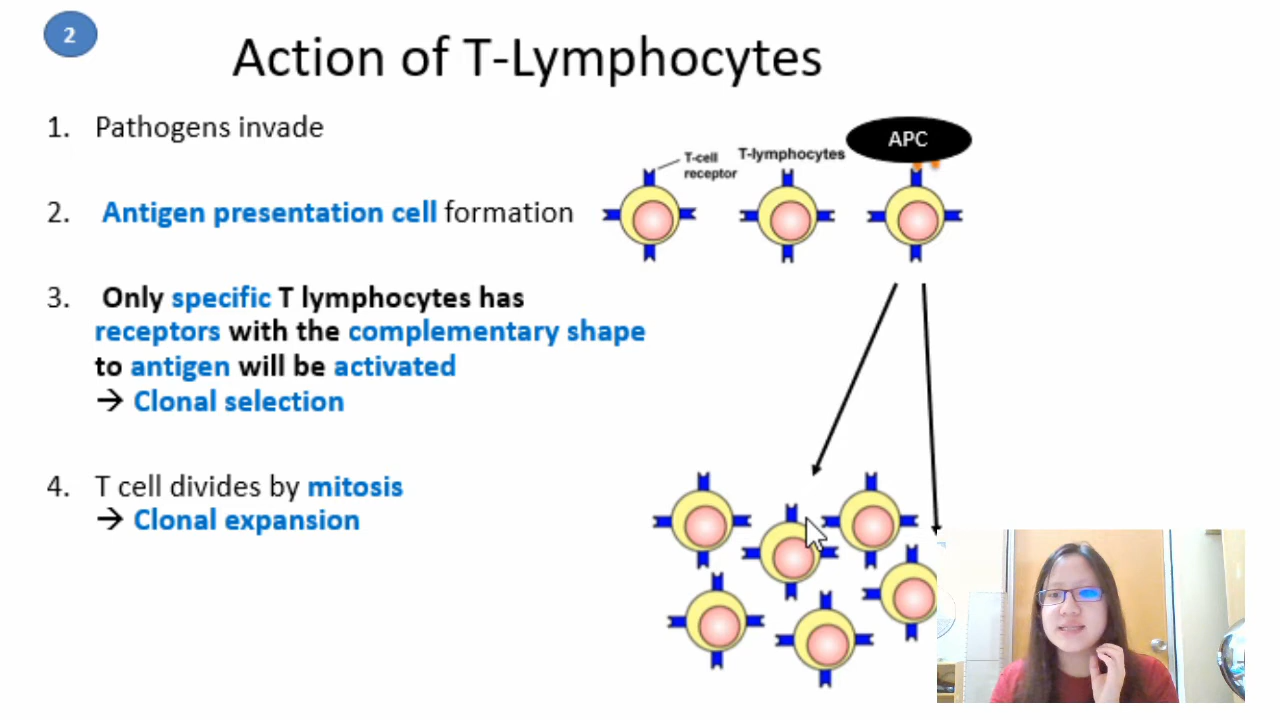 2
Action of T-Lymphocytes
1. Pathogens invade
2. Antigen presentation cell formation
3. Only specific T lymphocytes has
receptors with the complementary shape
to antigen will be activated
→ Clonal selection
4. T cell divides by mitosis
→ Clonal expansion
T-cell
receptor
T-lymphocytes
APC